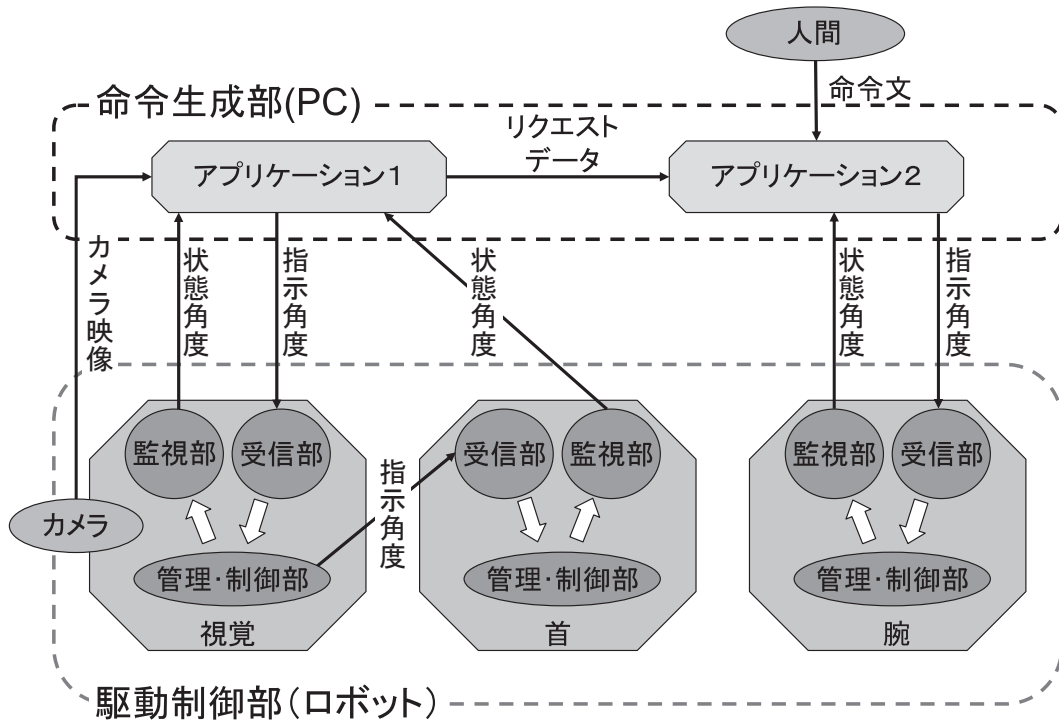 人間
命令生成部(PC)
命令文
リクエスト
データ
アプリケーション1
アプリケーション2
カメラ映像
状態角度
指示角度
状態角度
状態角度
指示角度
監視部
受信部
受信部
監視部
監視部
受信部
指示角度
カメラ
管理・制御部
管理・制御部
管理・制御部
視覚
首
腕
駆動制御部(ロボット)